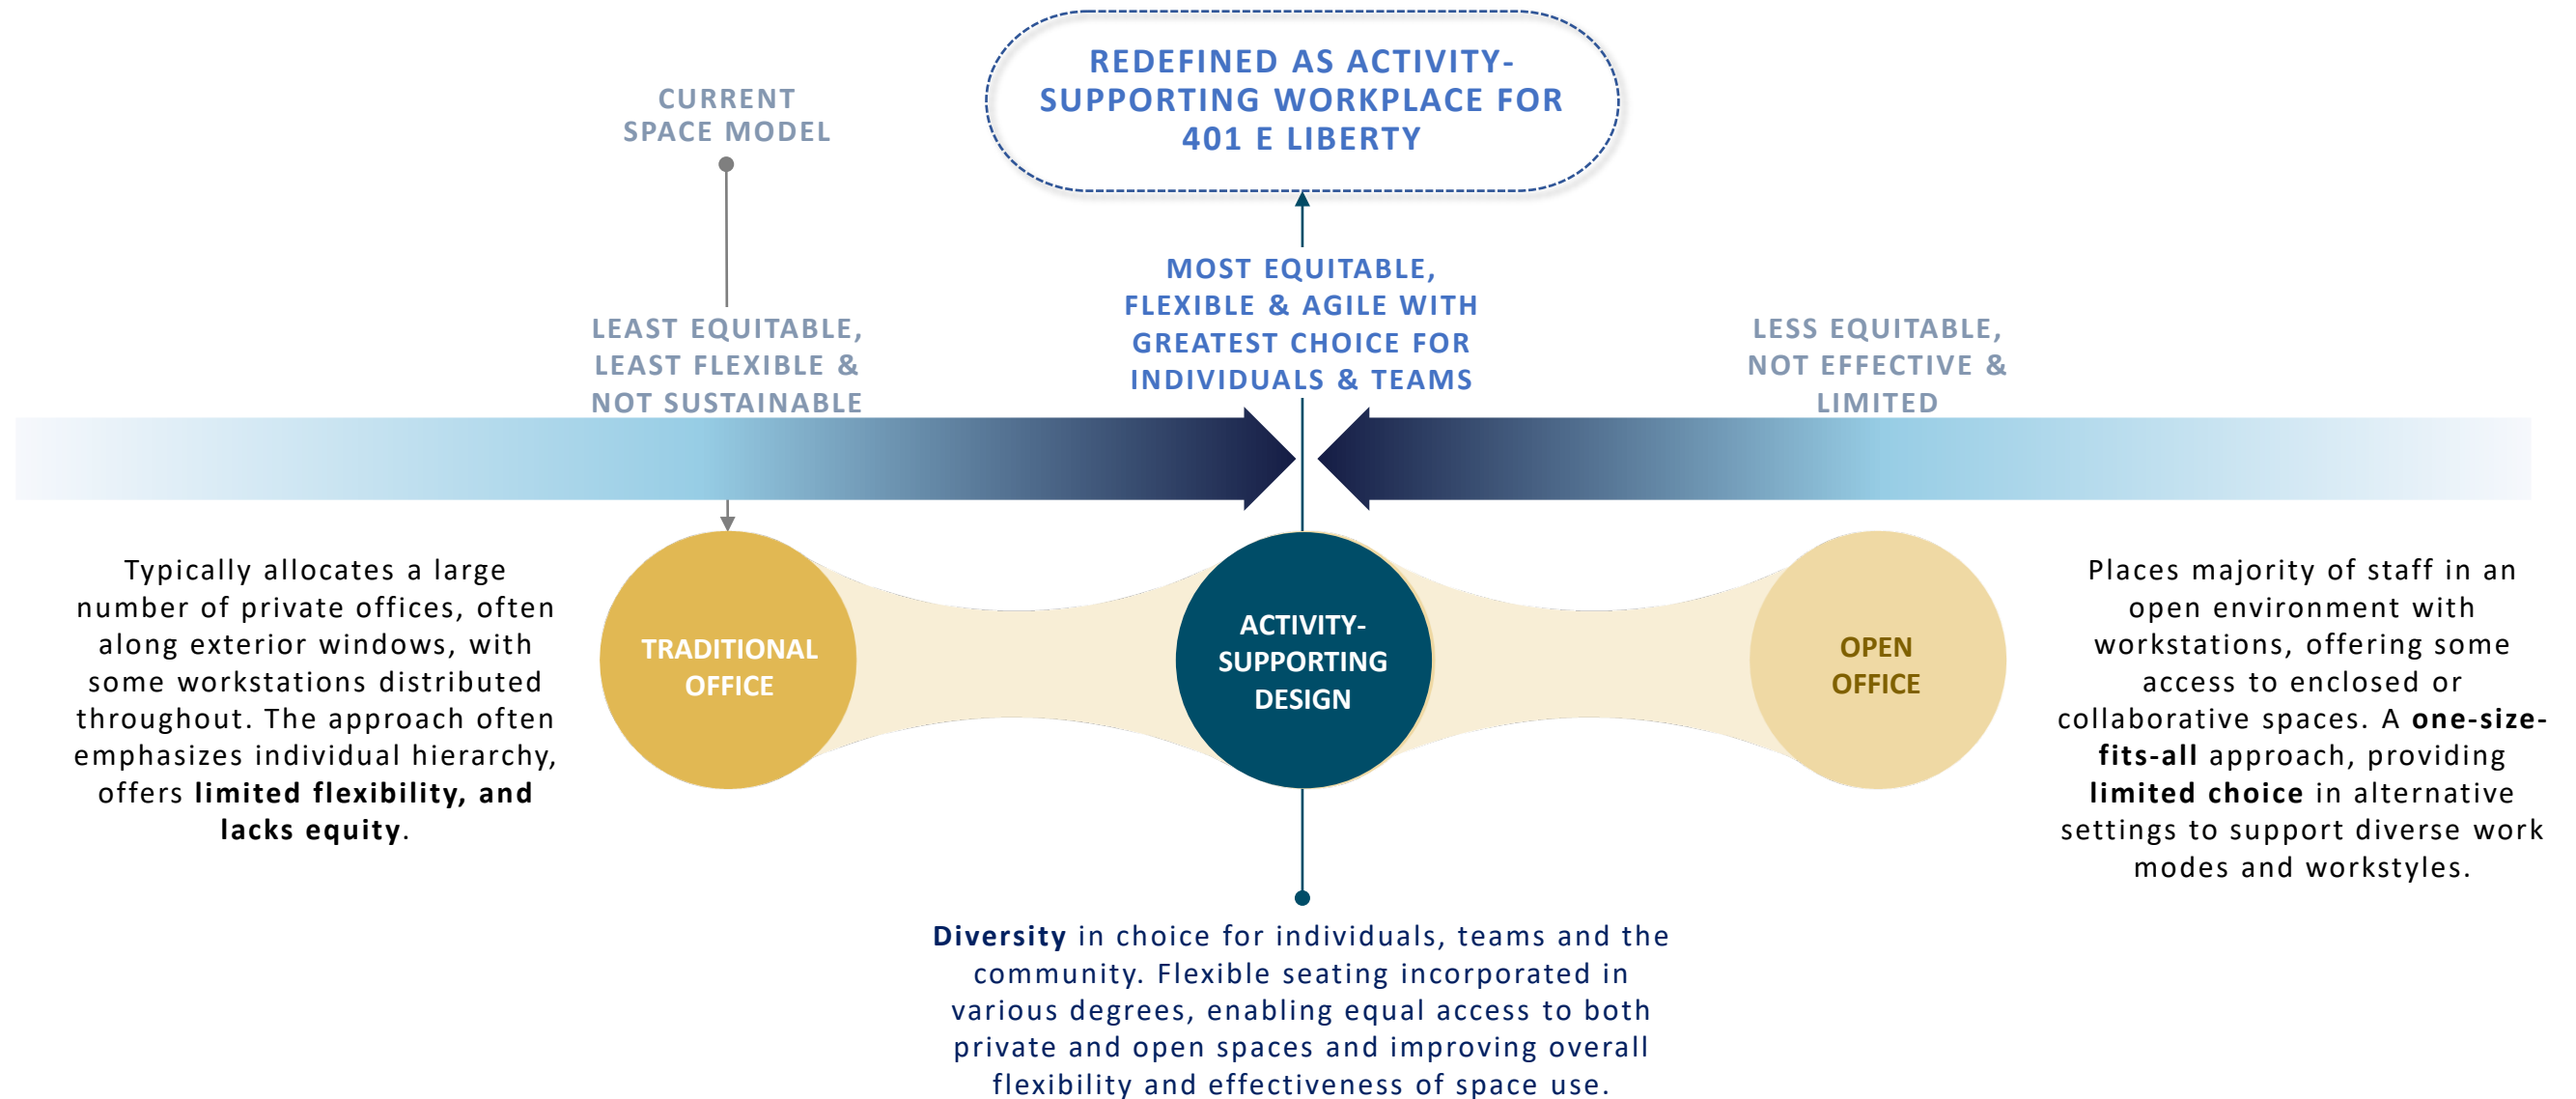 CURRENT
SPACE MODEL
REDEFINED AS ACTIVITY-
SUPPORTING WORKPLACE FOR
401 E LIBERTY
LEAST EQUITABLE,
LEAST FLEXIBLE &
NOT SUSTAINABLE
MOST EQUITABLE,
FLEXIBLE & AGILE WITH
GREATEST CHOICE FOR
INDIVIDUALS & TEAMS
LESS EQUITABLE,
NOT EFFECTIVE &
LIMITED
Typically allocates a large
number of private offices, often
along exterior windows, with
some workstations distributed
throughout. The approach often
emphasizes individual hierarchy,
offers limited flexibility, and
lacks equity.
TRADITIONAL
OFFICE
ACTIVITY-
SUPPORTING
DESIGN
OPEN
OFFICE
Places majority of staff in an
open environment with
workstations, offering some
access to enclosed or
collaborative spaces. A one-size-
fits-all approach, providing
limited choice in alternative
settings to support diverse work
modes and workstyles.
Diversity in choice for individuals, teams and the
community. Flexible seating incorporated in
various degrees, enabling equal access to both
private and open spaces and improving overall
flexibility and effectiveness of space use.